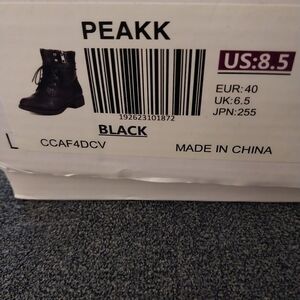 PEAKK
US:8.5
EUR: 40
UK: 6.5
JPN: 255
192623101872
BLACK
L
CCAF4DCV
MADE IN CHINA